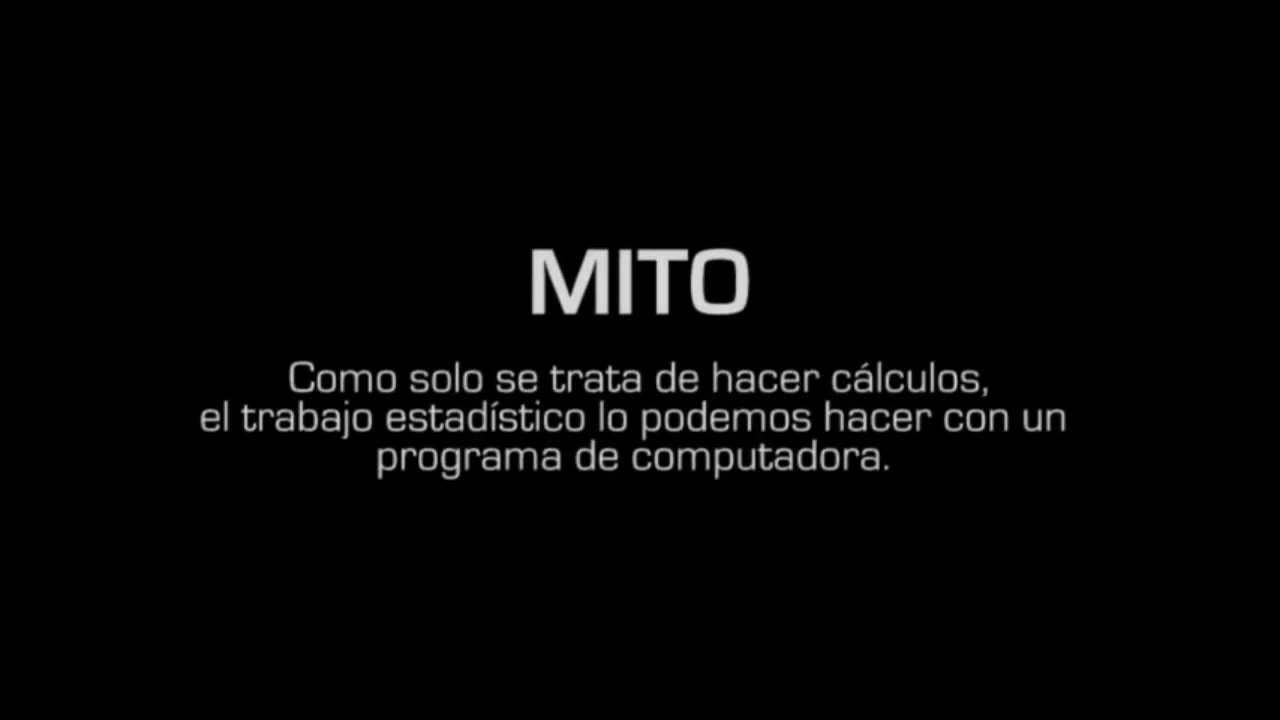 MITO
Como solo se trata de hacer cálculos,
el trabajo estadístico lo podemos hacer con un
programa de computadora.